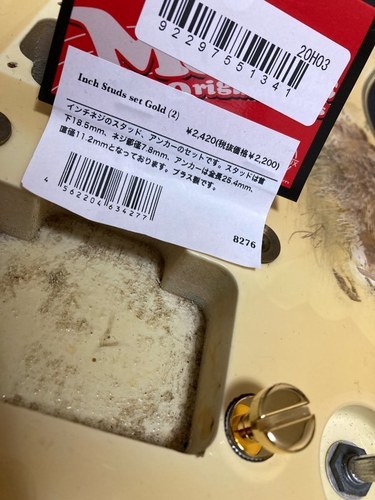 92297551341
20H03
Original
Inch Studs set Gold (2)
¥2,420(税抜価格¥2,200)
インチネジのスタッド、アンカーのセットです。スタッドは首
下18.5mm、ネジ部径7.8mm、アンカーは全長25.4mm、
直径11.2mmとなっております。ブラス製です。
4 562204 634277
8276